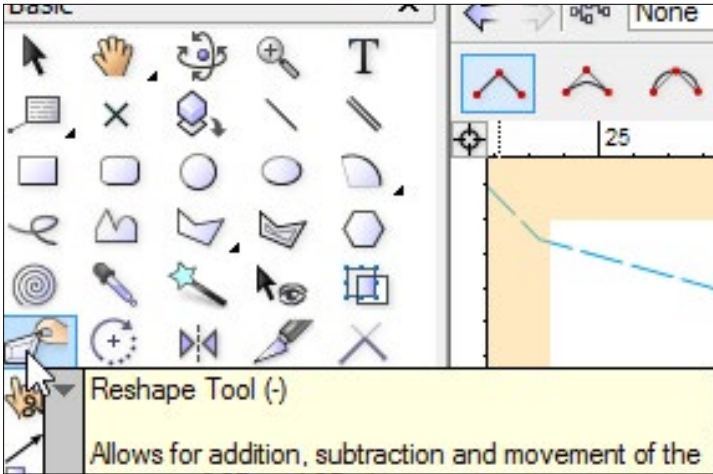 Basic
None
T
25
Reshape Tool (-)
Allows for addition, subtraction and movement of the